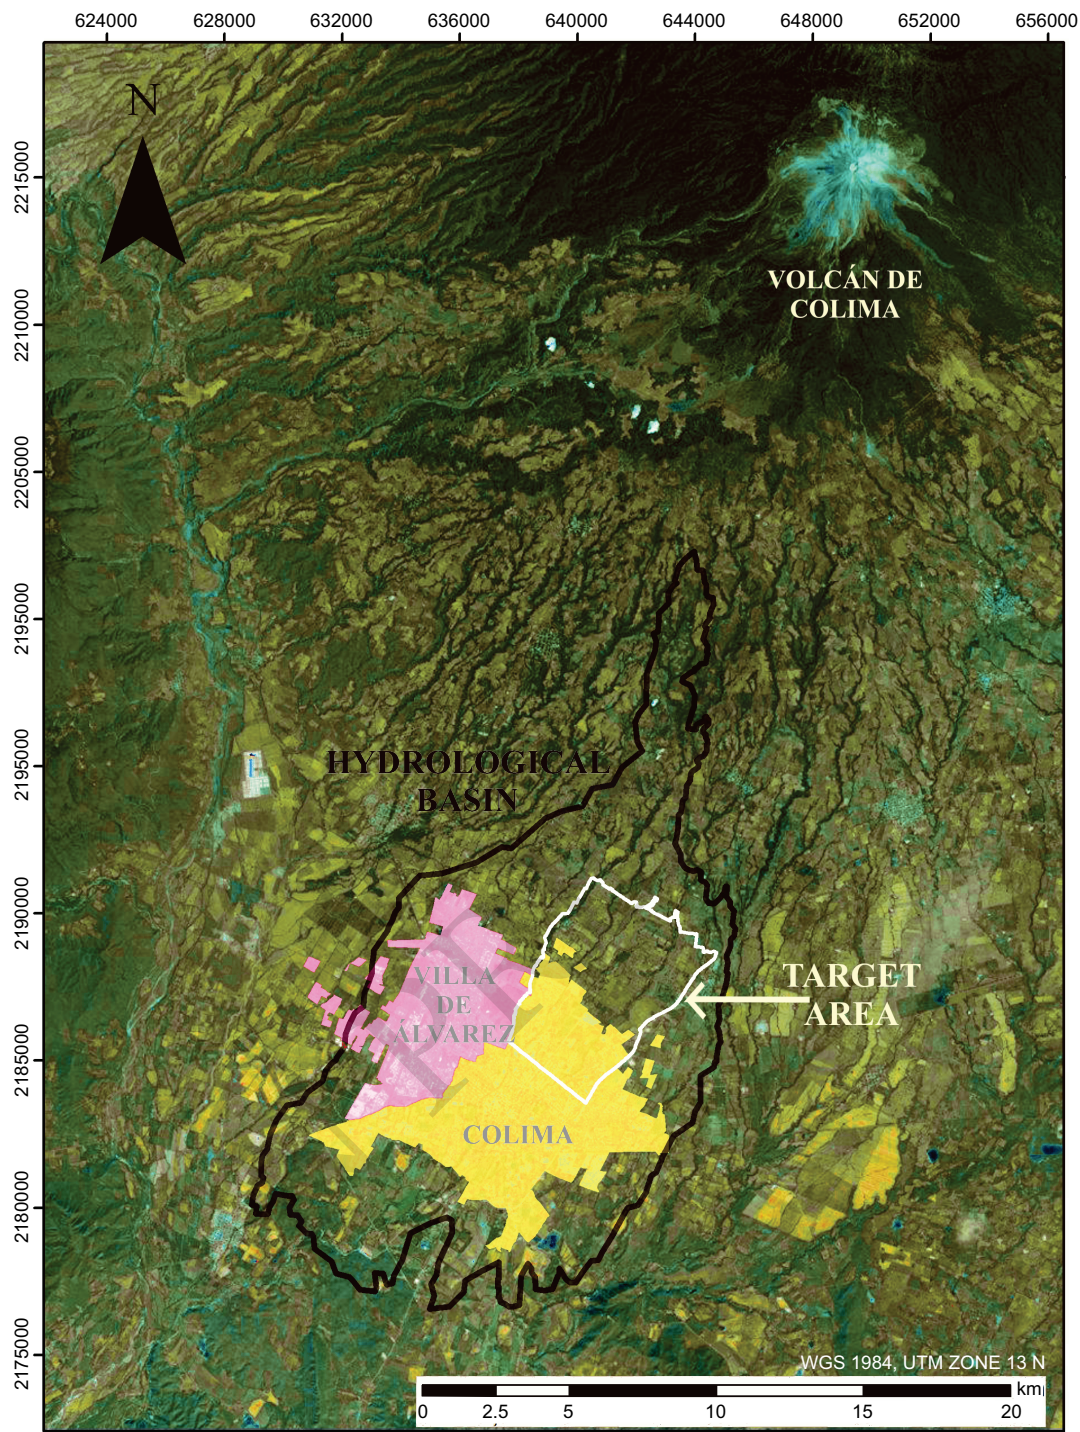 624000 628000 632000 636000 640000 644000 648000 652000 656000
N
2215000
VOLCÁN DE
COLIMA
2210000
2205000
2195000
HYDROLOGICAL
BASIN
2195000
2190000
VILLA
DE
ÁLVAREZ
TARGET
AREA
2185000
COLIMA
2180000
2175000
WGS 1984, UTM ZONE 13 N
km
0 2.5 5 10 15 20